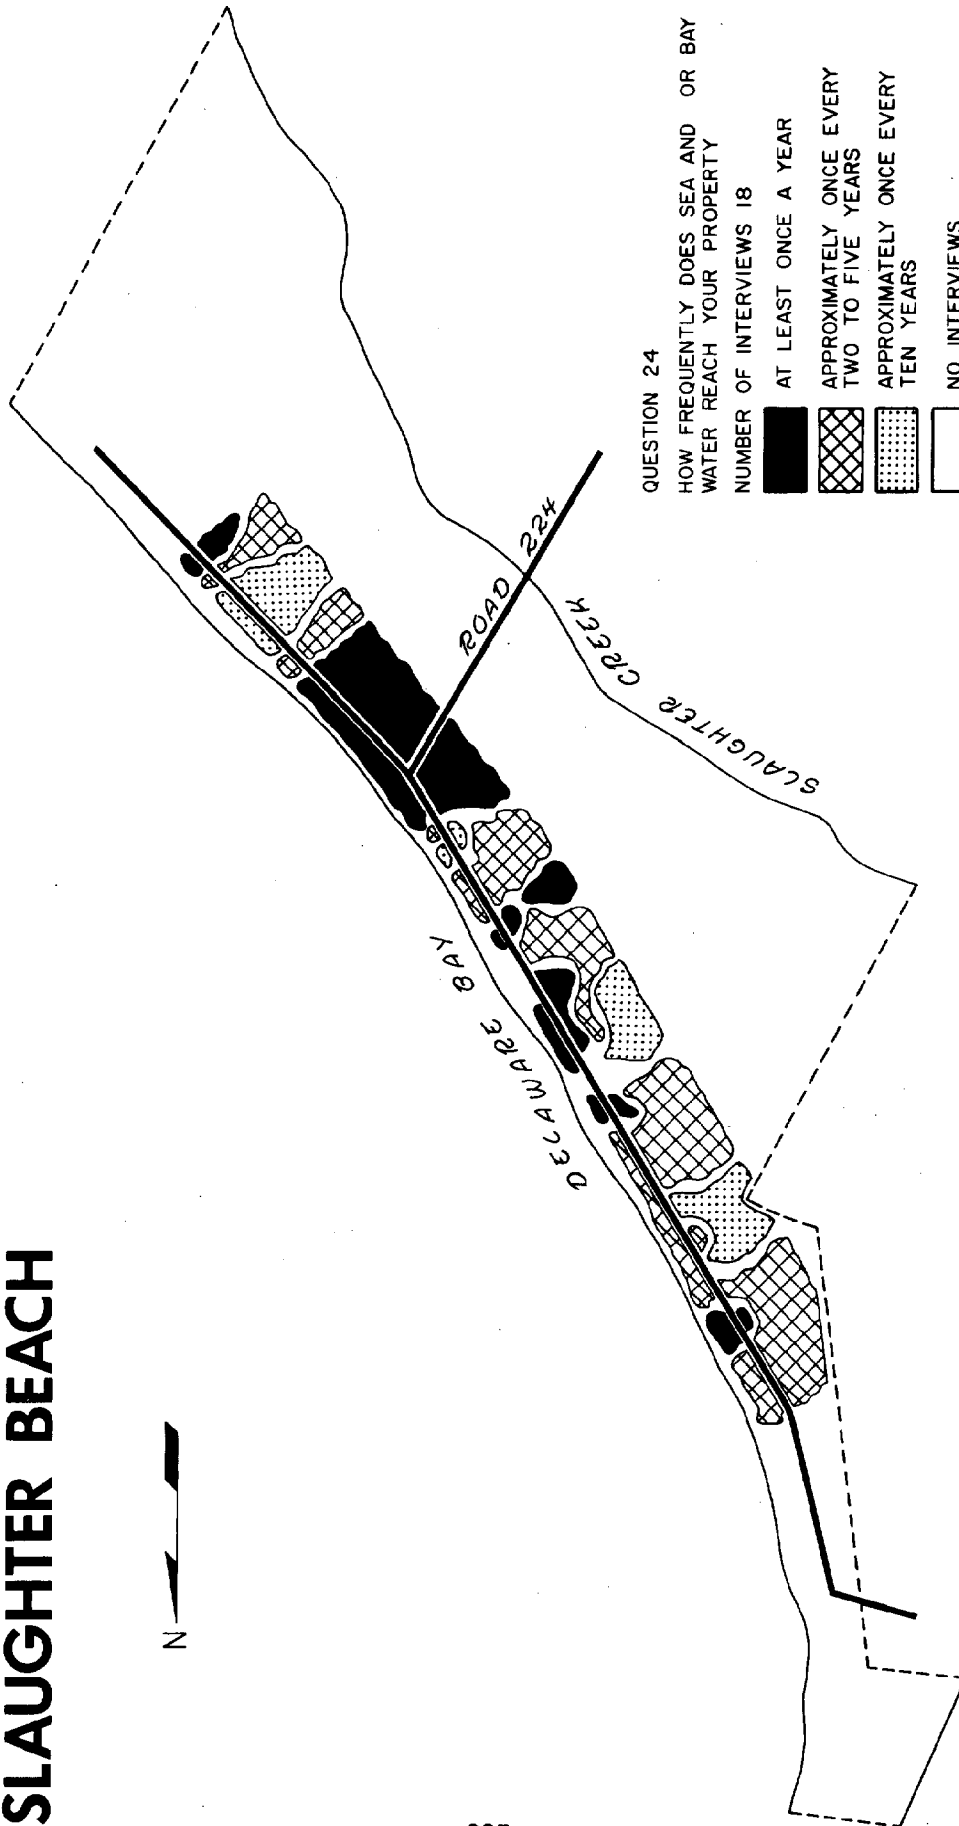 SLAUGHTER BEACH
N
DELAWARE BAY
ROAD 224
SLAUGHTER CREEK
QUESTION 24
HOW FREQUENTLY DOES SEA AND OR BAY
WATER REACH YOUR PROPERTY
NUMBER OF INTERVIEWS 18
AT LEAST ONCE A YEAR
APPROXIMATELY ONCE EVERY
TWO TO FIVE YEARS
APPROXIMATELY ONCE EVERY
TEN YEARS
NO INTERVIEWS